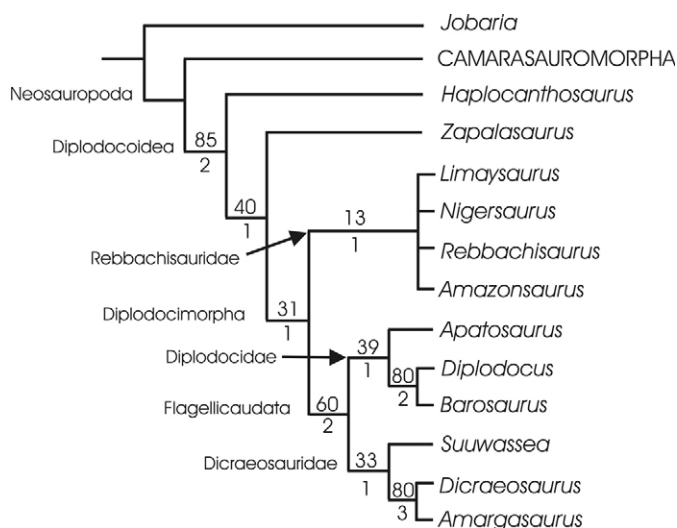 Jobaria
CAMARASAUROMORPHA
Neosauropoda
Haplocanthosaurus
Diplodocoidea
85
2
Zapalasaurus
Limaysaurus
40
1
13
1
Nigersaurus
Rebbachisauridae
Rebbachisaurus
Amazonsaurus
Diplodocimorpha
31
1
Apatosaurus
Diplodocidae
39
1
Diplodocus
80
2
Barosaurus
Flagellicaudata
60
2
Suuwassea
Dicraeosauridae
33
1
Dicraeosaurus
80
3
Amargasaurus